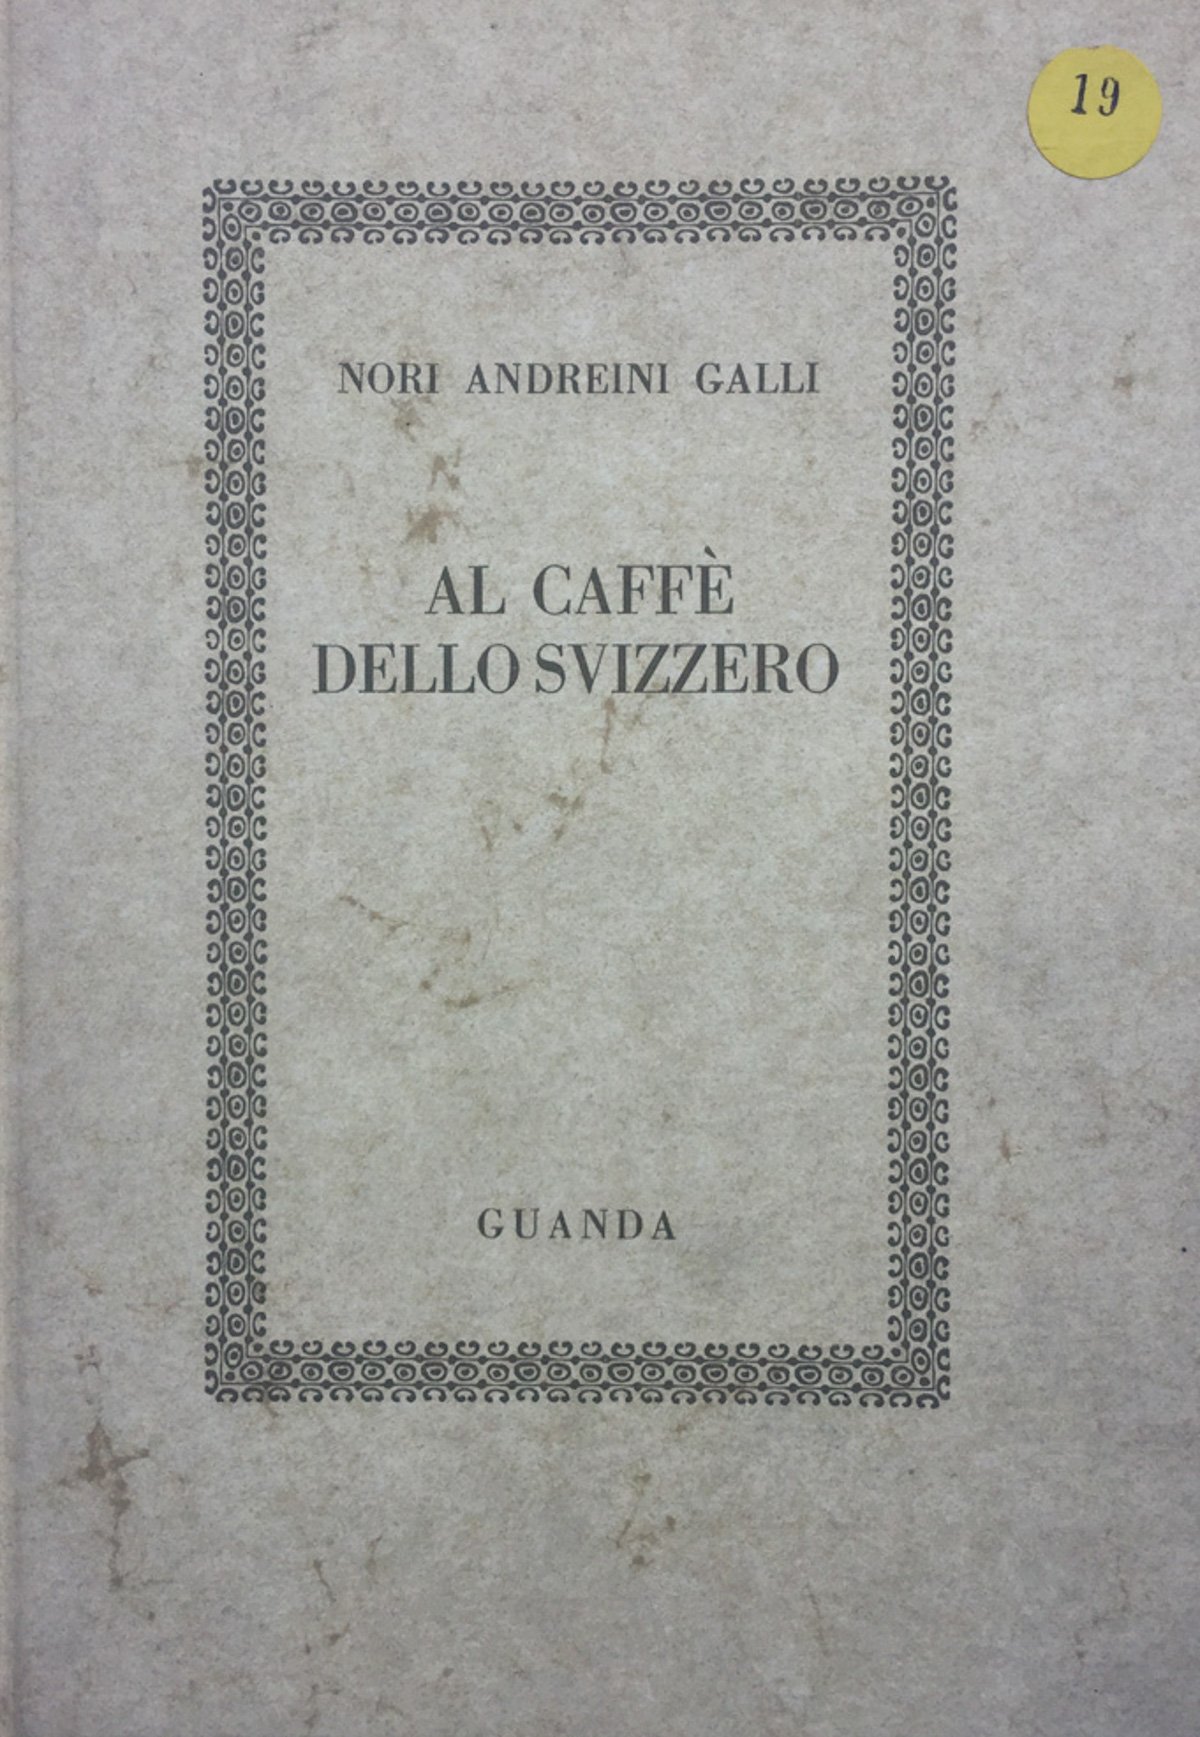 19
NORI ANDREINI GALLI
AL CAFFÈ
DELLO SVIZZERO
GUANDA